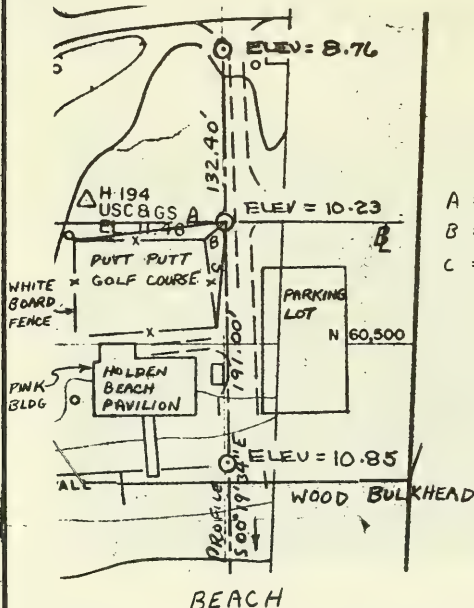 ELEV = 8.76
132.40'
H 194
USC & GS
El 11.48
A
ELEV = 10.23
B
C
PUTT PUTT
GOLF COURSE
WHITE
BOARD
FENCE
A =
B =
C =
PARKING
LOT
N 60,500
191.00'
PINK
BLDG
HOLDEN
BEACH
PAVILION
ELEV = 10.85
ALL
WOOD BULKHEAD
PROFILE
S 00° 19' 34" E
BEACH